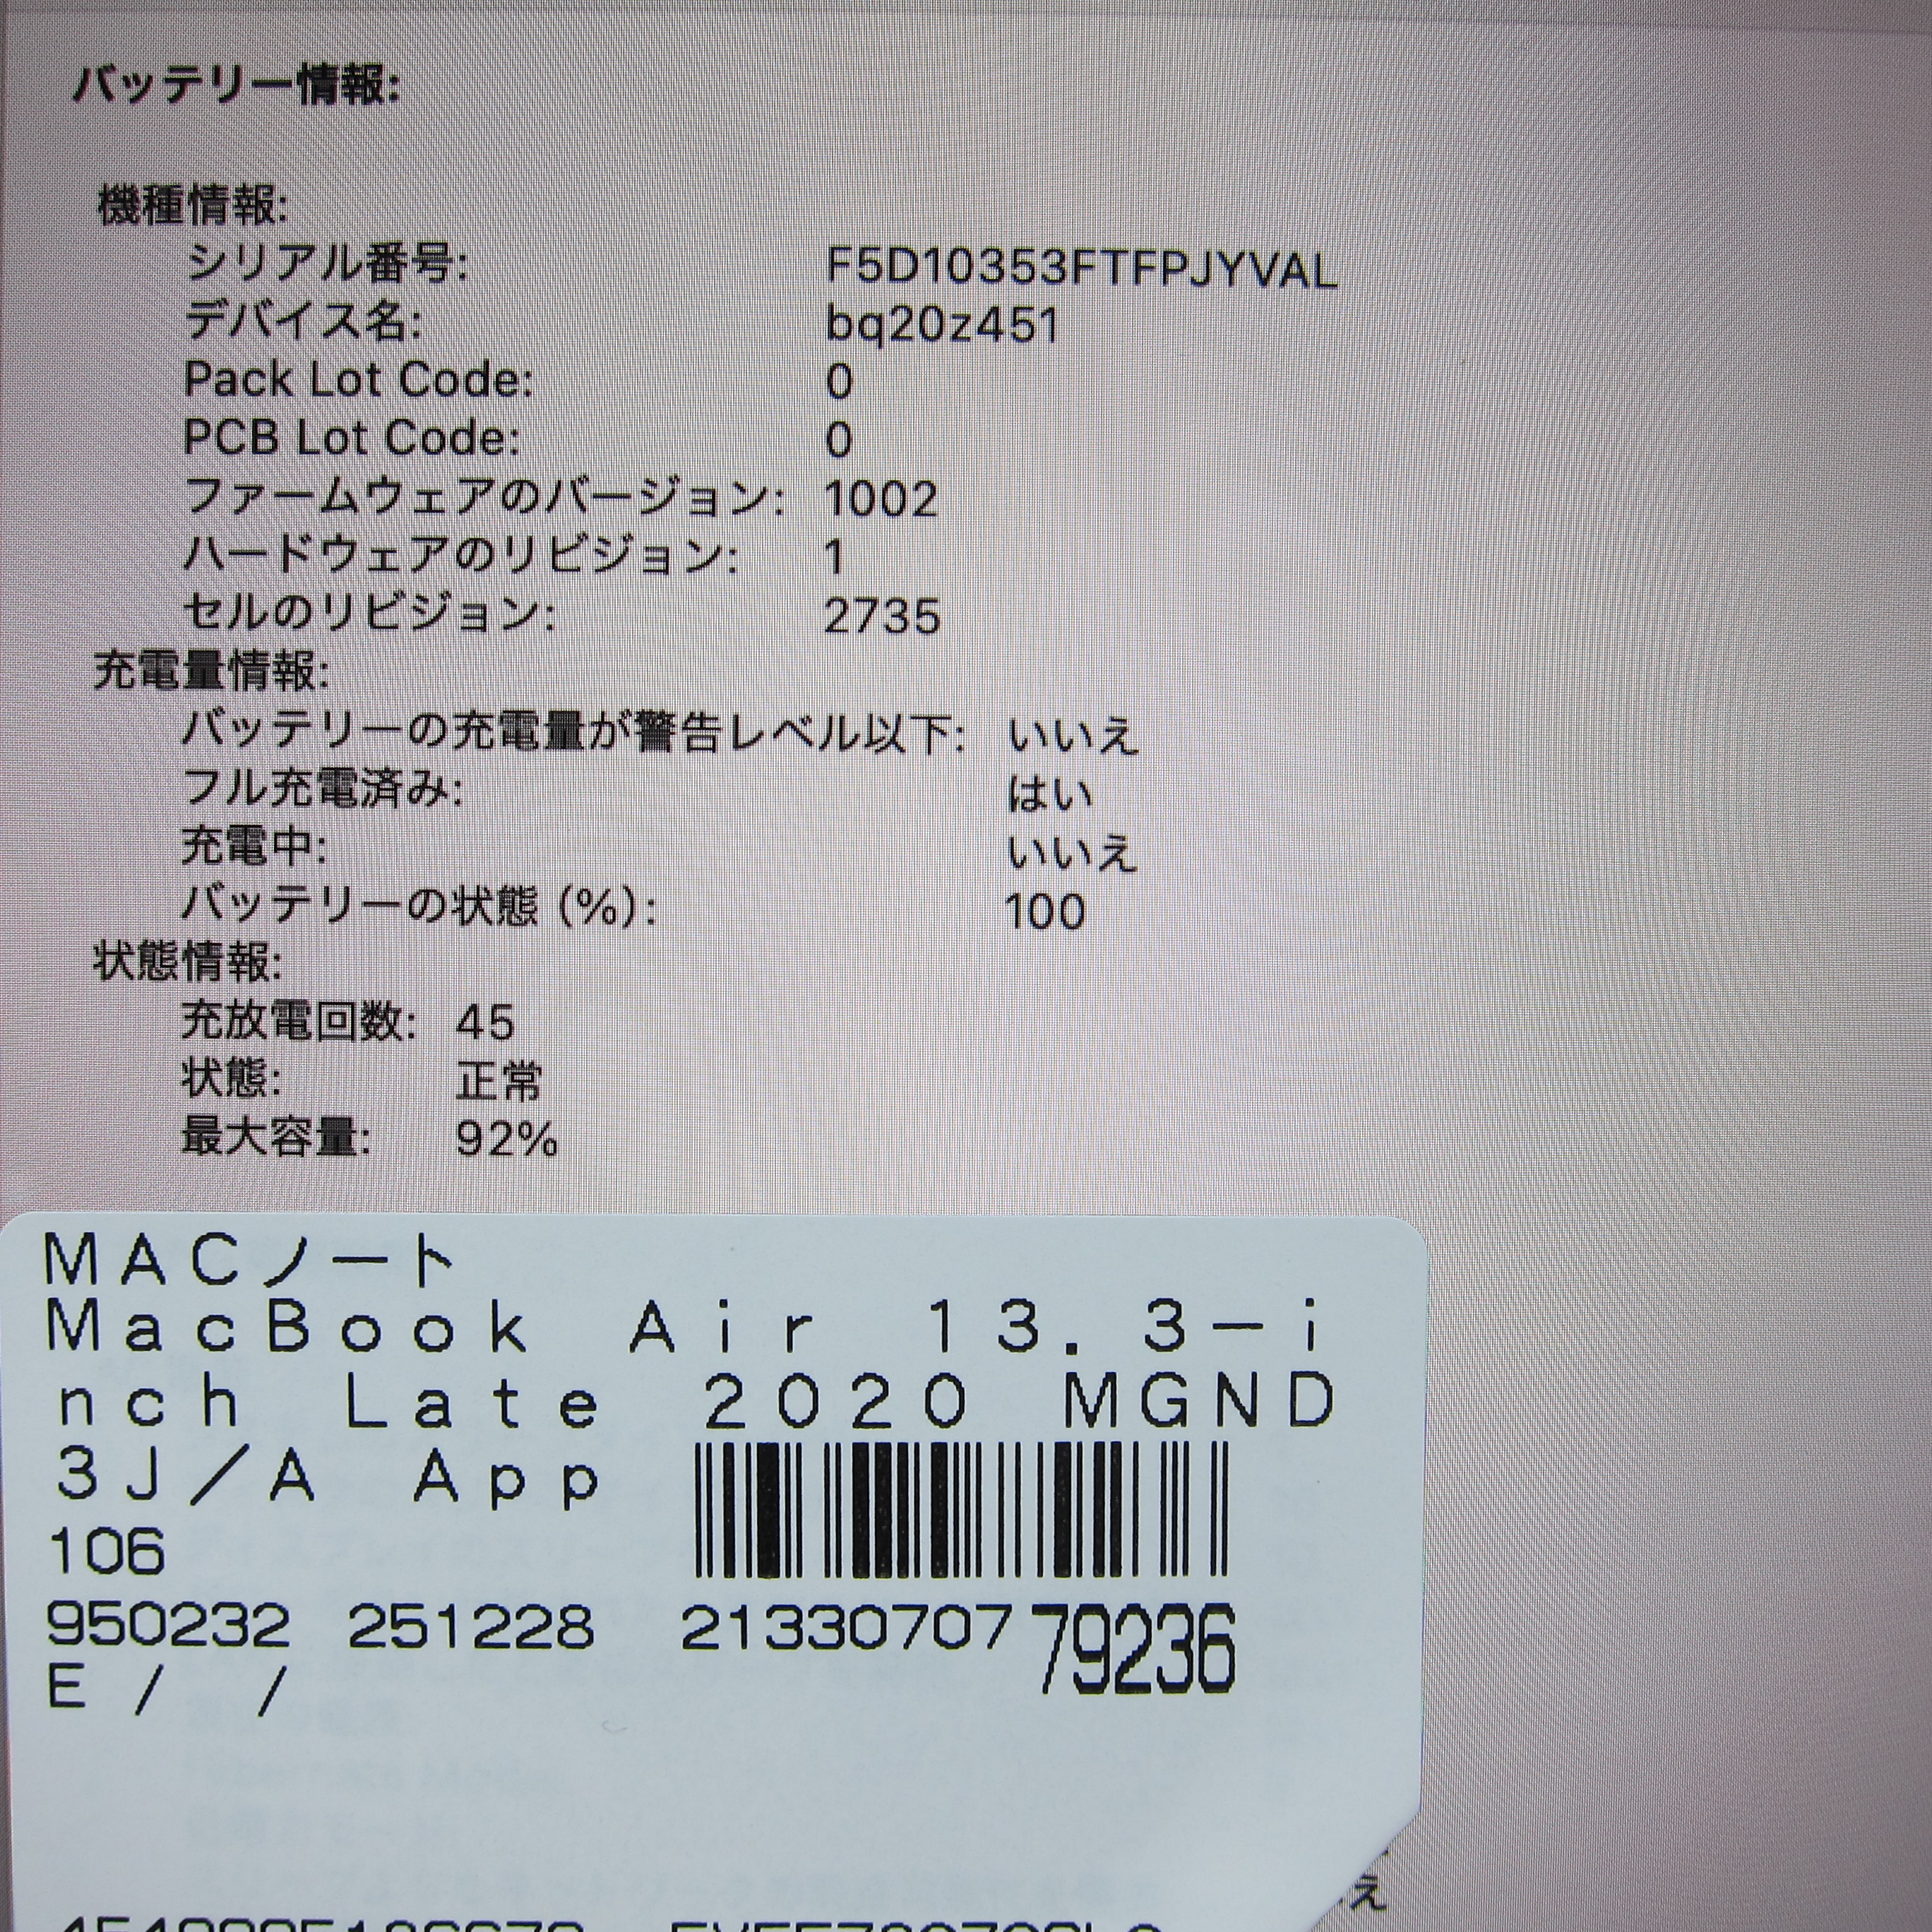 バッテリー情報:
機種情報:
シリアル番号: F5D10353FTFPJYVAL
デバイス名: bq20z451
Pack Lot Code: 0
PCB Lot Code: 0
ファームウェアのバージョン: 1002
ハードウェアのリビジョン: 1
セルのリビジョン: 2735
充電量情報:
バッテリーの充電量が警告レベル以下: いいえ
フル充電済み: はい
充電中: いいえ
バッテリーの状態 (%): 100
状態情報:
充放電回数: 45
状態: 正常
最大容量: 92%
MACノート
MacBook Air 13.3-i
nch Late 2020 MGND
3J/A App
106
950232 251228 21330707 79236
E / /
え